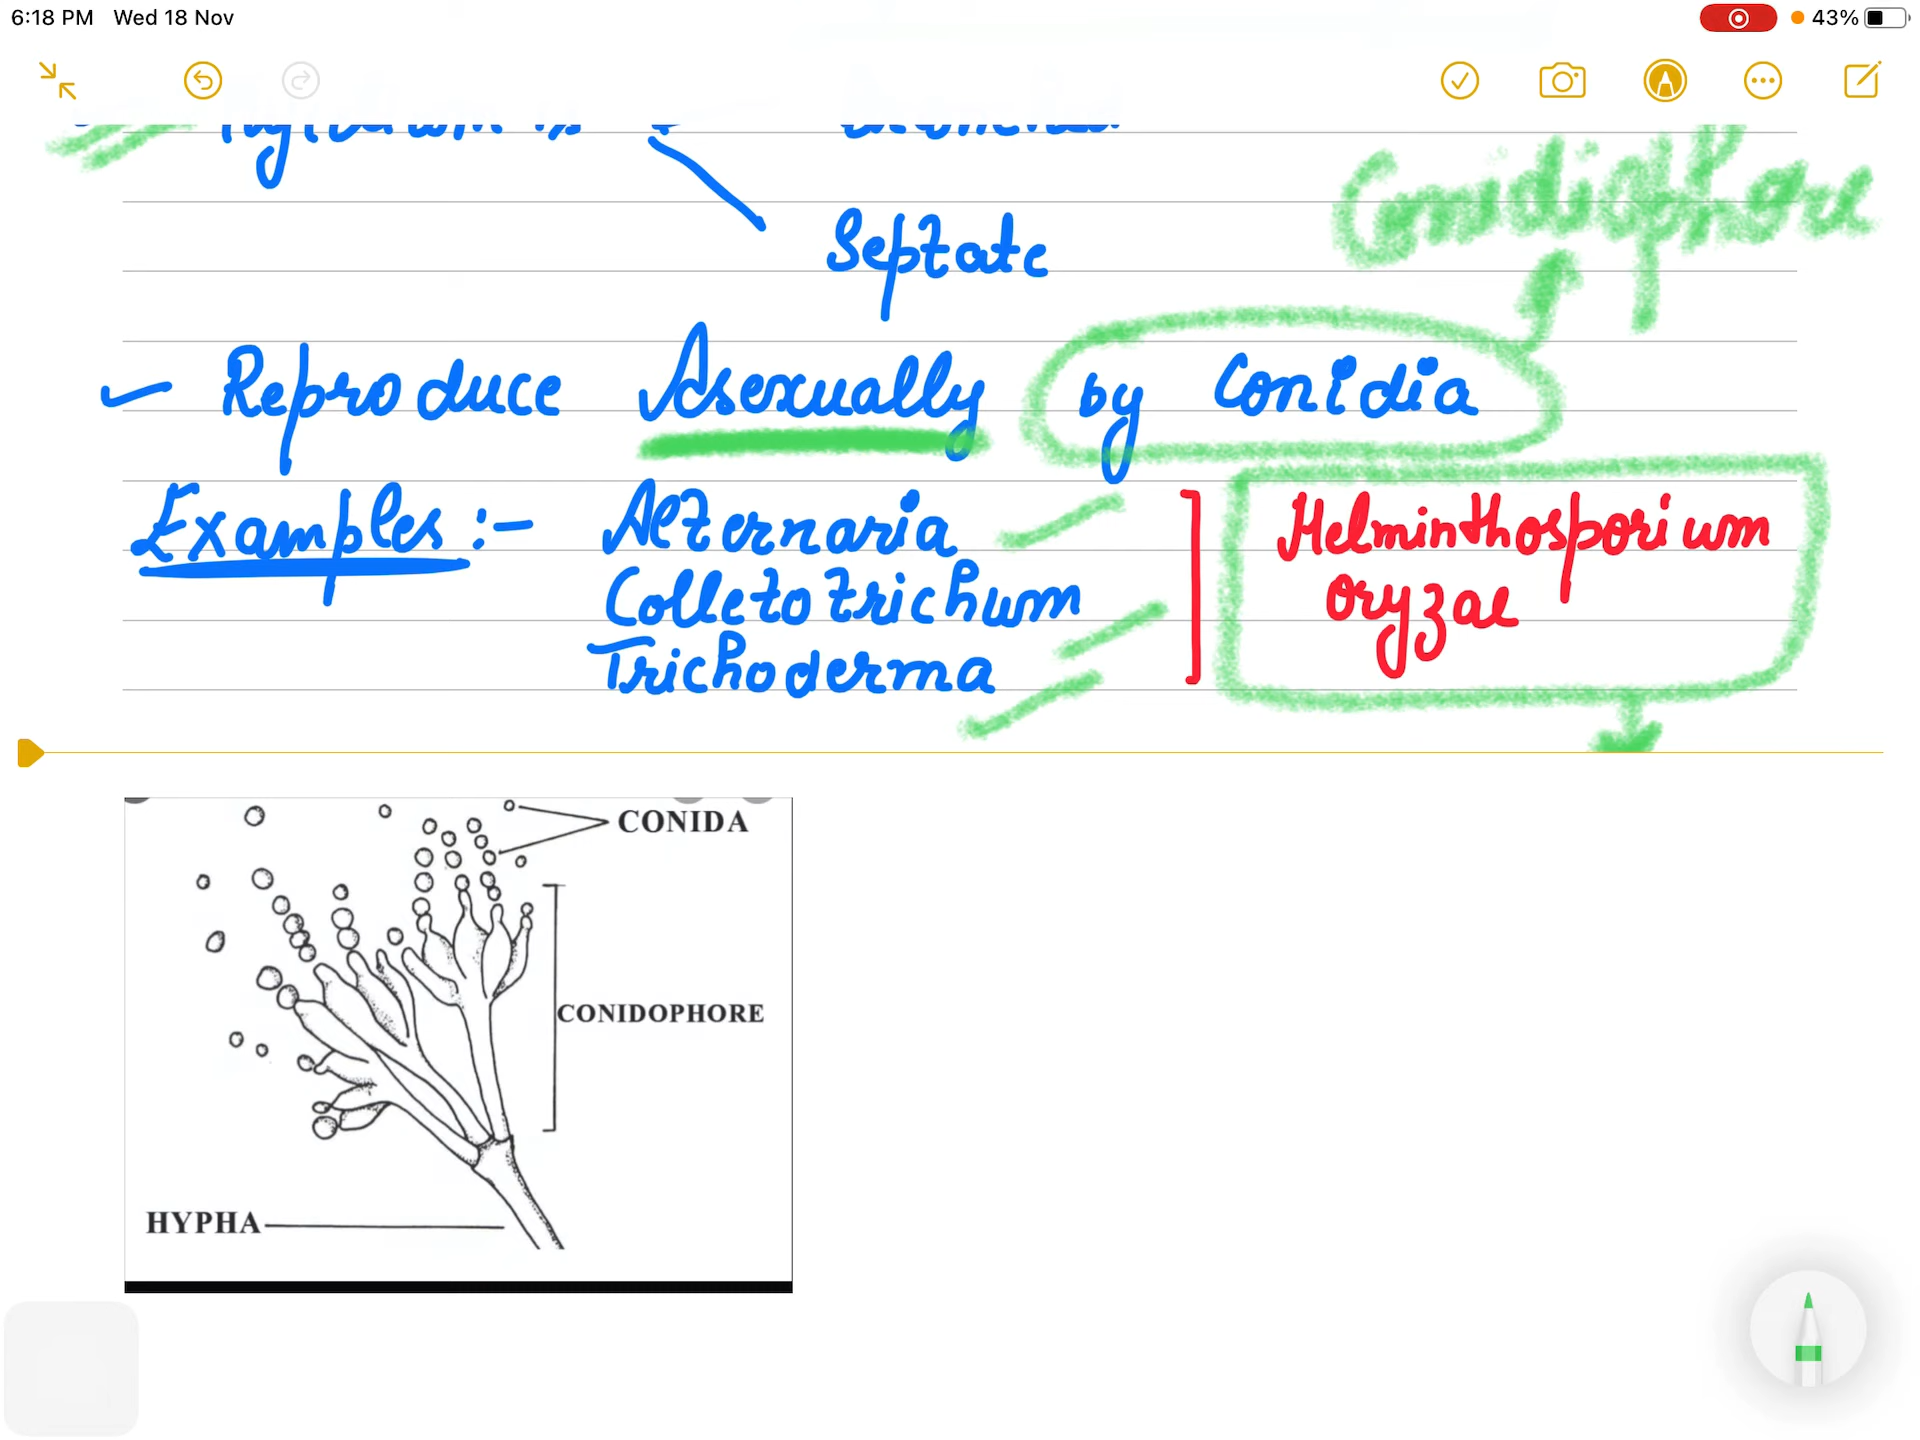 6:18 PM Wed 18 Nov 43%
Conidiophore
Septate
Reproduce Asexually by Conidia
Examples :- Alternaria Helminthosporium
Colletotrichum oryzae
Trichoderma
CONIDA
CONIDOPHORE
HYPHA